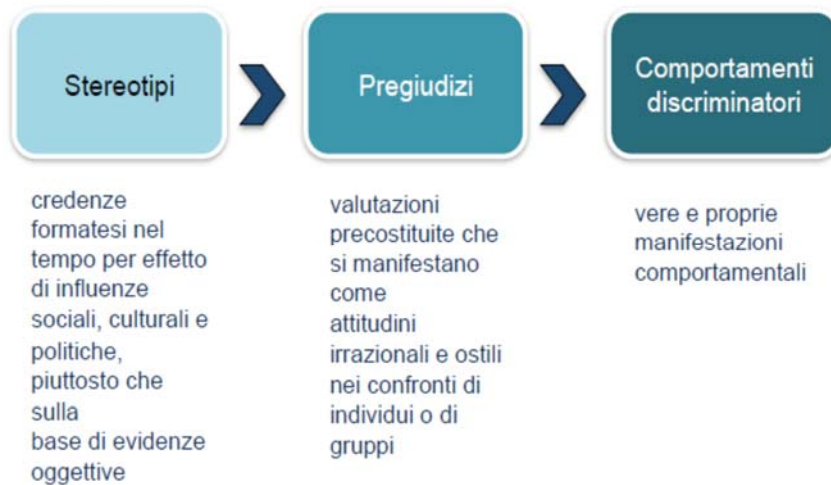 Stereotipi
Pregiudizi
Comportamenti
discriminatori
credenze
formatesi nel
tempo per effetto
di influenze
sociali, culturali e
politiche,
piuttosto che
sulla
base di evidenze
oggettive
valutazioni
precostituite che
si manifestano
come
attitudini
irrazionali e ostili
nei confronti di
individui o di
gruppi
vere e proprie
manifestazioni
comportamentali